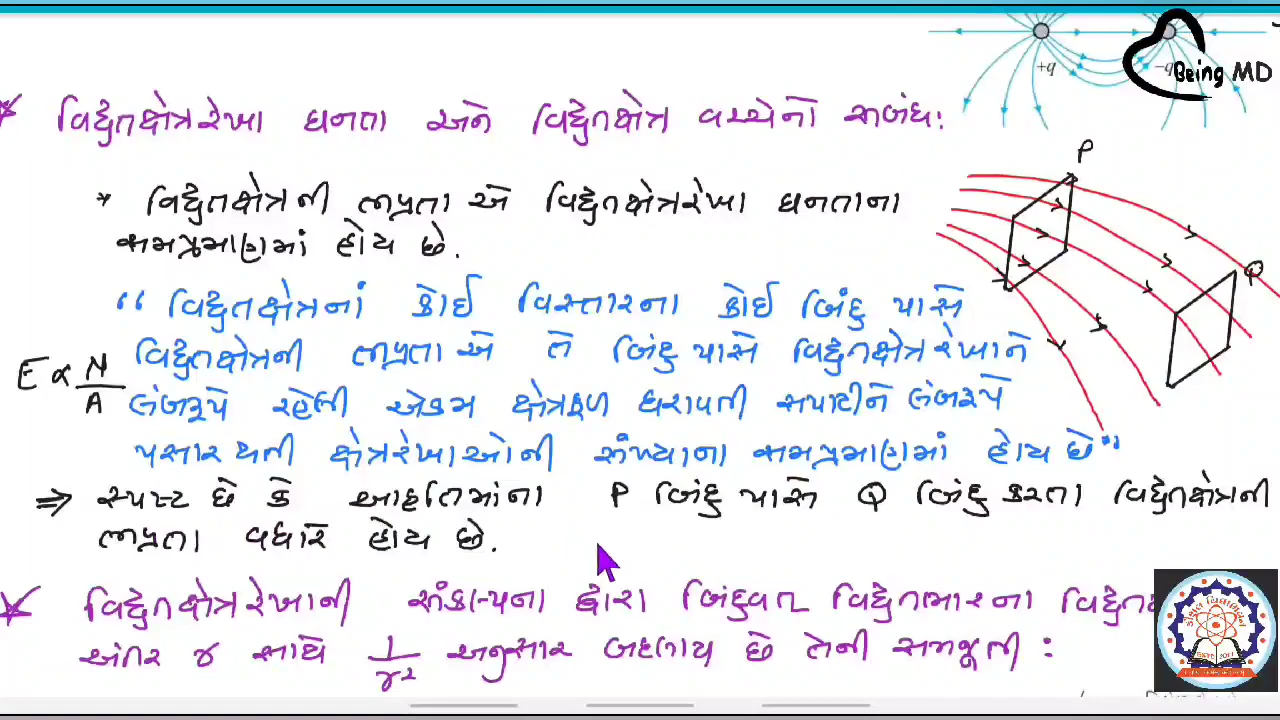 +q
-q
Being MD
વિદ્યુતક્ષેત્રરેખા ઘનતા અને વિદ્યુતક્ષેત્ર વચ્ચેનો સબંધ:
P
* વિદ્યુતક્ષેત્રની તીવ્રતા એ વિદ્યુતક્ષેત્રરેખા ઘનતાના
સમપ્રમાણમાં હોય છે.
Q
“ વિદ્યુતક્ષેત્રનાં કોઈ વિસ્તારના કોઈ બિંદુ પાસે
વિદ્યુતક્ષેત્રની તીવ્રતા એ તે બિંદુ પાસે વિદ્યુતક્ષેત્રરેખાને
E ∝ N/A
લંબરૂપે રહેલી એકમ ક્ષેત્રફળ ધરાવતી સપાટીને લંબરૂપે
પસાર થતી ક્ષેત્રરેખાઓની સંખ્યાના સમપ્રમાણમાં હોય છે”
⇒ સ્પષ્ટ છે કે આકૃતિમાંના P બિંદુ પાસે Q બિંદુ કરતા વિદ્યુતક્ષેત્રની
તીવ્રતા વધારે હોય છે.
વિદ્યુતક્ષેત્રરેખાની સંકલ્પના દ્વારા બિંદુવત્ વિદ્યુતભારના
અંતર r સાથે 1/r² અનુસાર બદલાય છે તેની સમજૂતી :